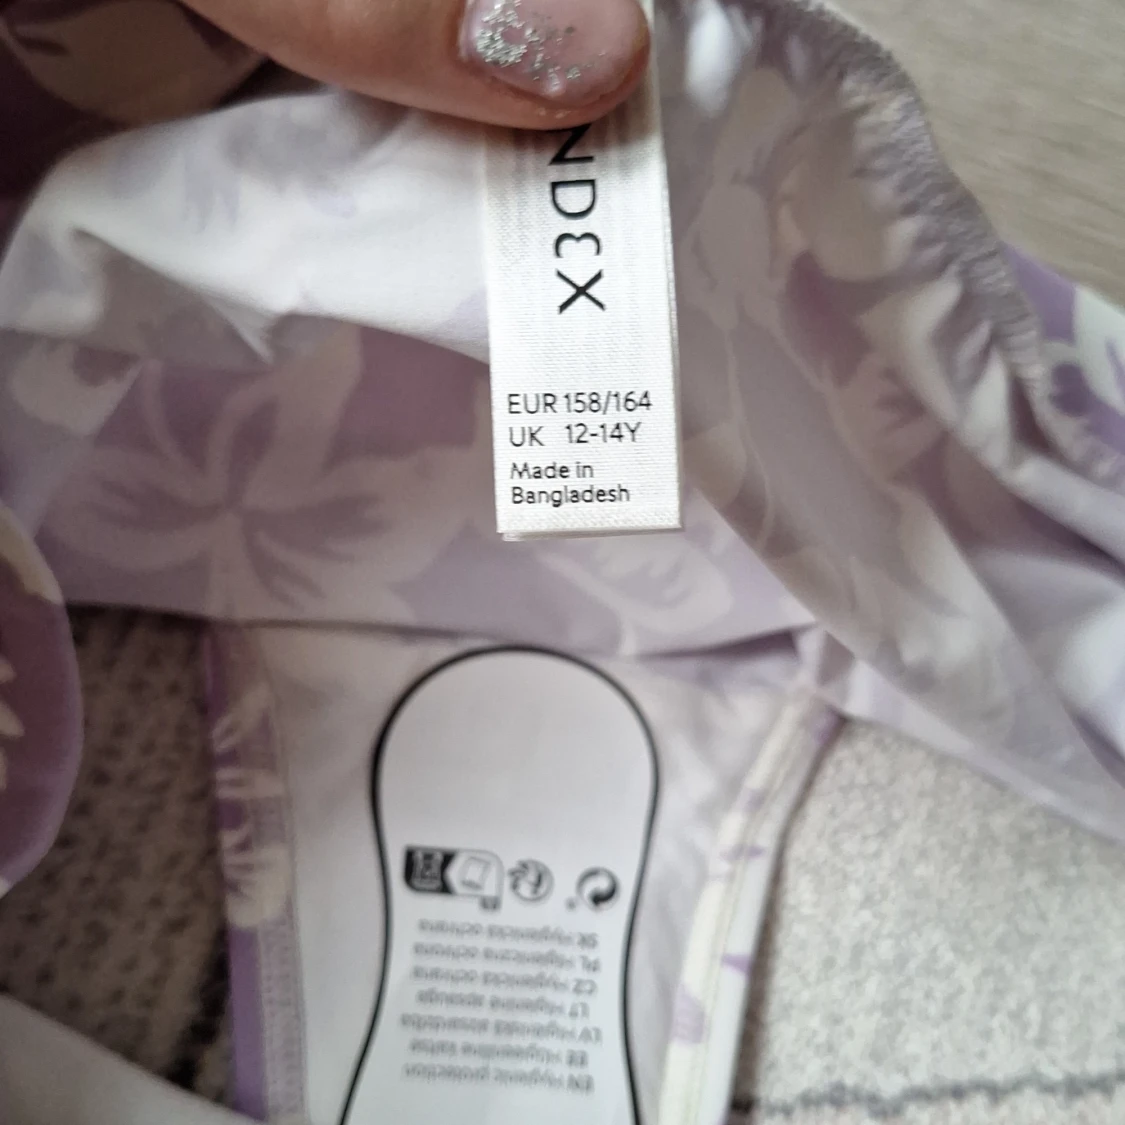 NDEX
EUR 158/164
UK 12-14Y
Made in
Bangladesh
EN Hygienic protection
EE Hügieeniline kaitse
LV Higiēniskā aizsardzība
LT Higieninė apsauga
CZ Hygienická ochrana
PL Higieniczna ochrona
SK Hygienická ochrana